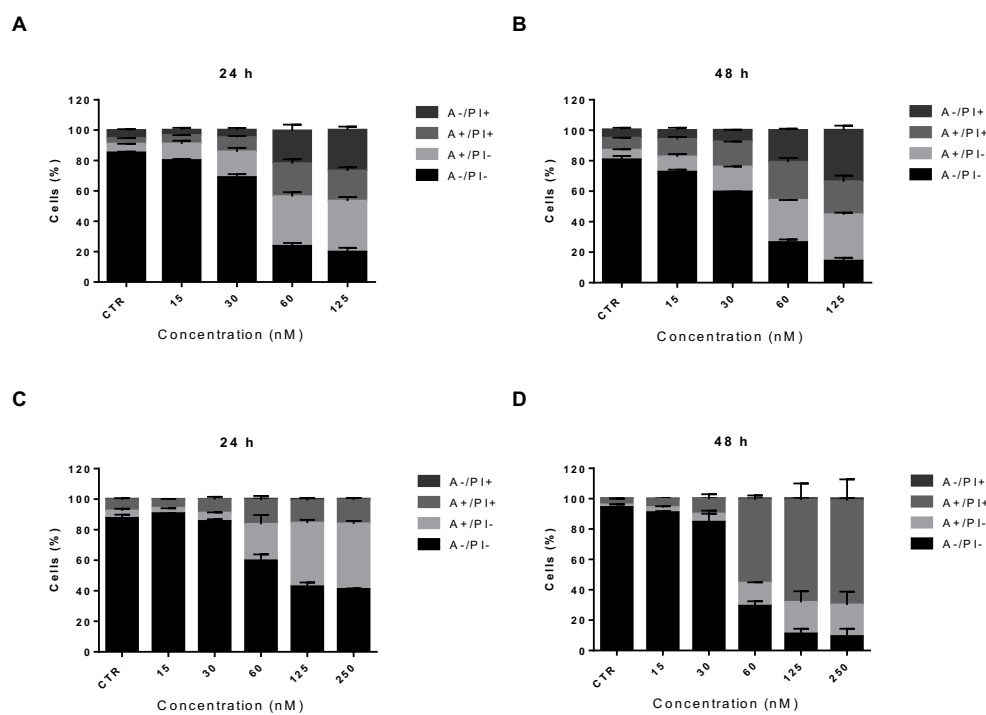 A
24 h
120
100
80
60
40
20
0
Cells (%)
CTR 15 30 60 125
Concentration (nM)
A-/PI+
A+/PI+
A+/PI-
A-/PI-
B
48 h
120
100
80
60
40
20
0
Cells (%)
CTR 15 30 60 125
Concentration (nM)
A-/PI+
A+/PI+
A+/PI-
A-/PI-
C
24 h
120
100
80
60
40
20
0
Cells (%)
CTR 15 30 60 125 250
Concentration (nM)
A-/PI+
A+/PI+
A+/PI-
A-/PI-
D
48 h
120
100
80
60
40
20
0
Cells (%)
CTR 15 30 60 125 250
Concentration (nM)
A-/PI+
A+/PI+
A+/PI-
A-/PI-